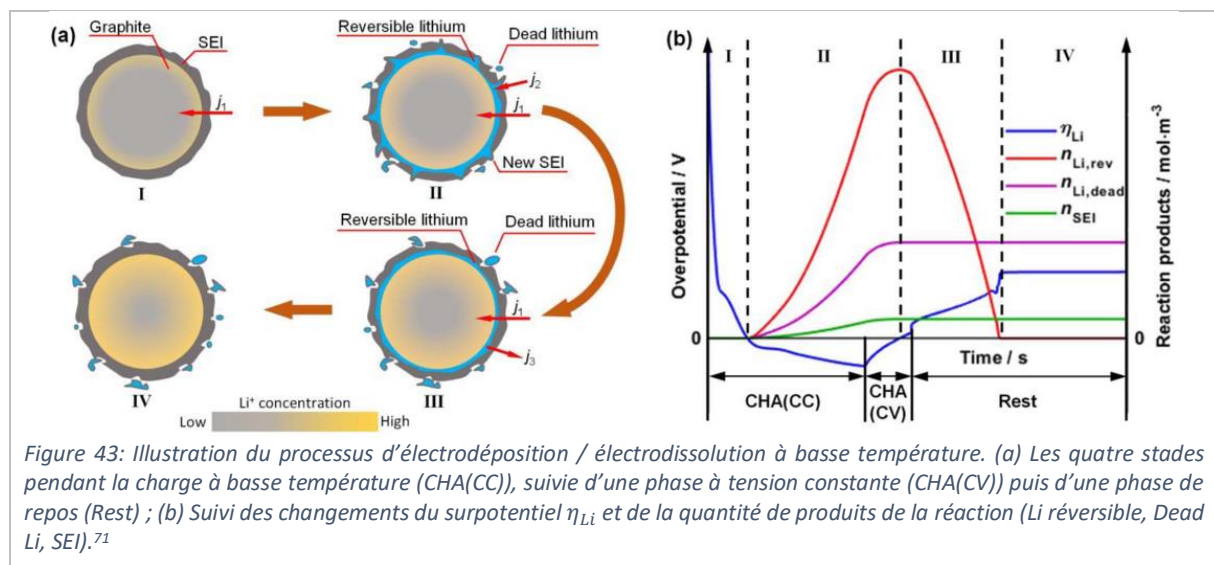 (a)
Graphite
SEI
j1
I
Reversible lithium
Dead lithium
j2
j1
New SEI
II
Reversible lithium
Dead lithium
j1
j3
III
IV
Li+ concentration
Low
High
(b)
I
II
III
IV
Overpotential / V
0
ηLi
nLi,rev
nLi,dead
nSEI
Reaction products / mol·m-3
0
Time / s
CHA(CC)
CHA
(CV)
Rest
Figure 43: Illustration du processus d’électrodéposition / électrodissolution à basse température. (a) Les quatre stades
pendant la charge à basse température (CHA(CC)), suivie d’une phase à tension constante (CHA(CV)) puis d’une phase de
repos (Rest) ; (b) Suivi des changements du surpotentiel ηLi et de la quantité de produits de la réaction (Li réversible, Dead
Li, SEI).71